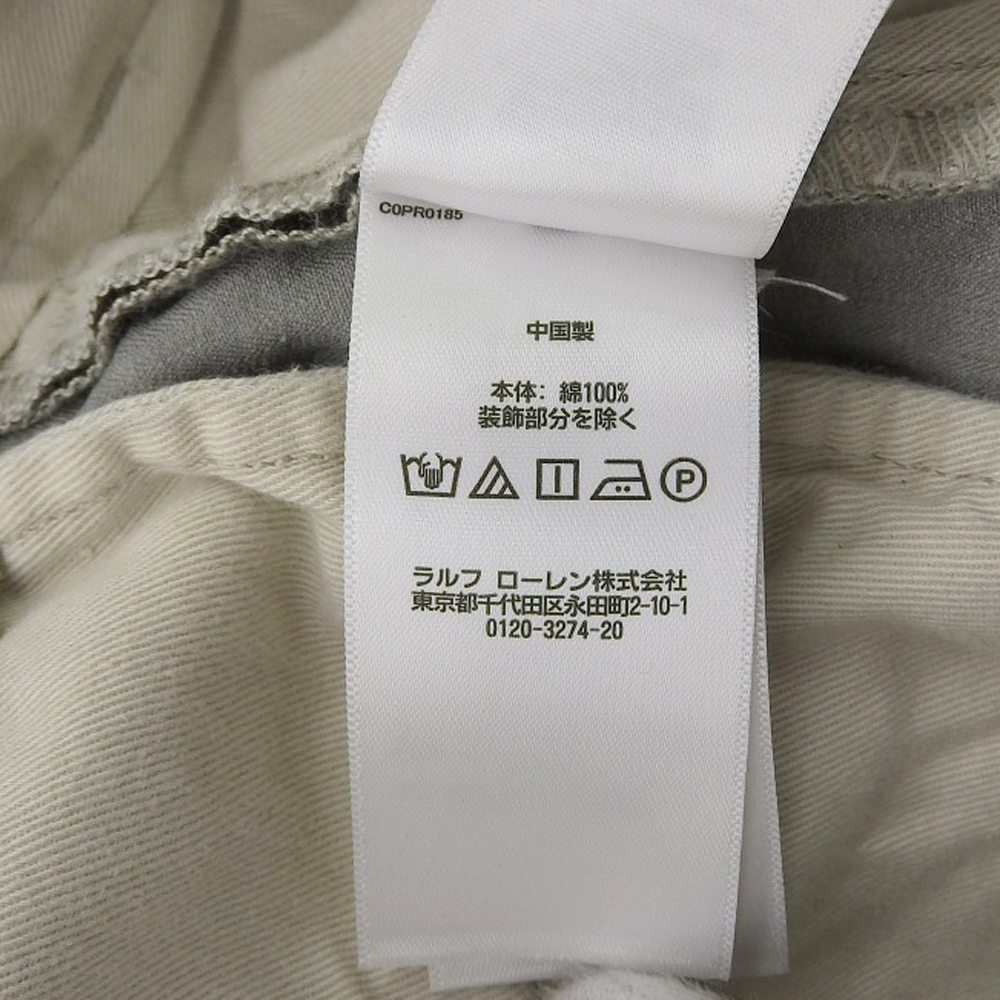 C0PR0185
中国製
本体: 綿100%
装飾部分を除く
P
ラルフ ローレン株式会社
東京都千代田区永田町2-10-1
0120-3274-20